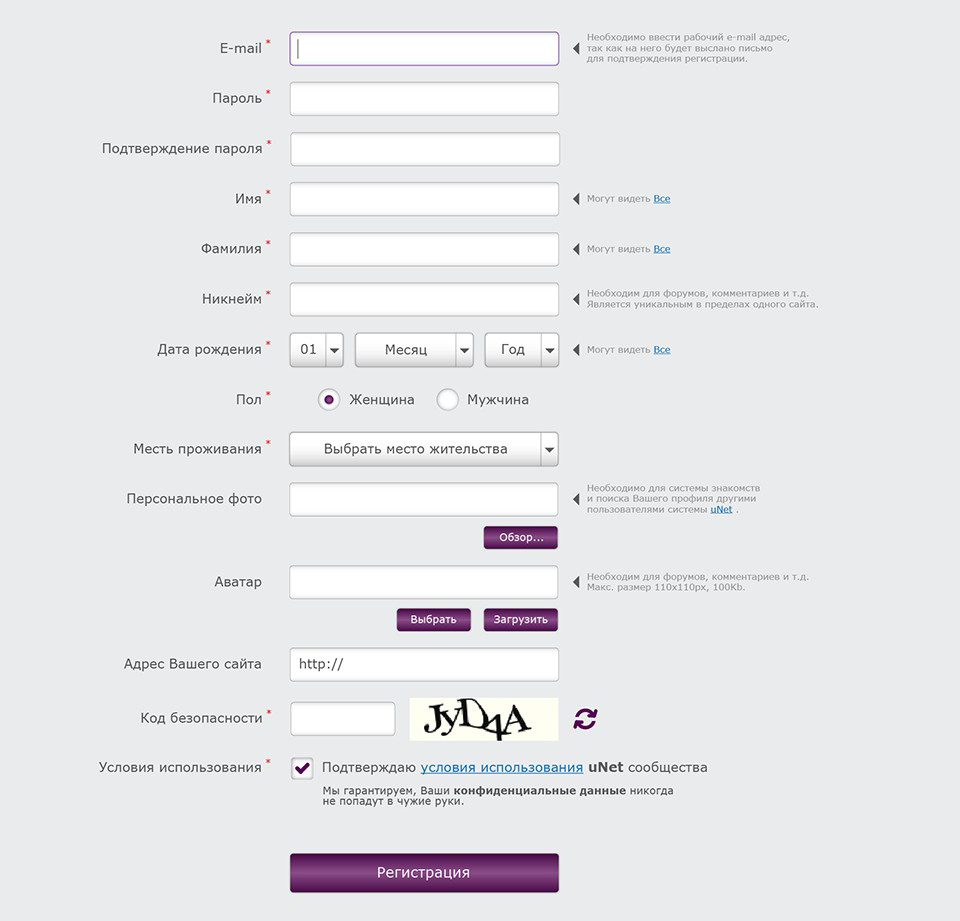 E-mail *
Необходимо ввести рабочий e-mail адрес,
так как на него будет выслано письмо
для подтверждения регистрации.
Пароль *
Подтверждение пароля *
Имя *
Могут видеть Все
Фамилия *
Могут видеть Все
Никнейм *
Необходим для форумов, комментариев и т.д.
Является уникальным в пределах одного сайта.
Дата рождения *
01
Месяц
Год
Могут видеть Все
Пол *
Женщина
Мужчина
Месть проживания *
Выбрать место жительства
Персональное фото
Необходимо для системы знакомств
и поиска Вашего профиля другими
пользователями системы uNet .
Обзор...
Аватар
Необходим для форумов, комментариев и т.д.
Макс. размер 110x110px, 100Kb.
Выбрать
Загрузить
Адрес Вашего сайта
http://
Код безопасности *
JyD4A
Условия использования *
Подтверждаю условия использования uNet сообщества
Мы гарантируем, Ваши конфиденциальные данные никогда
не попадут в чужие руки.
Регистрация